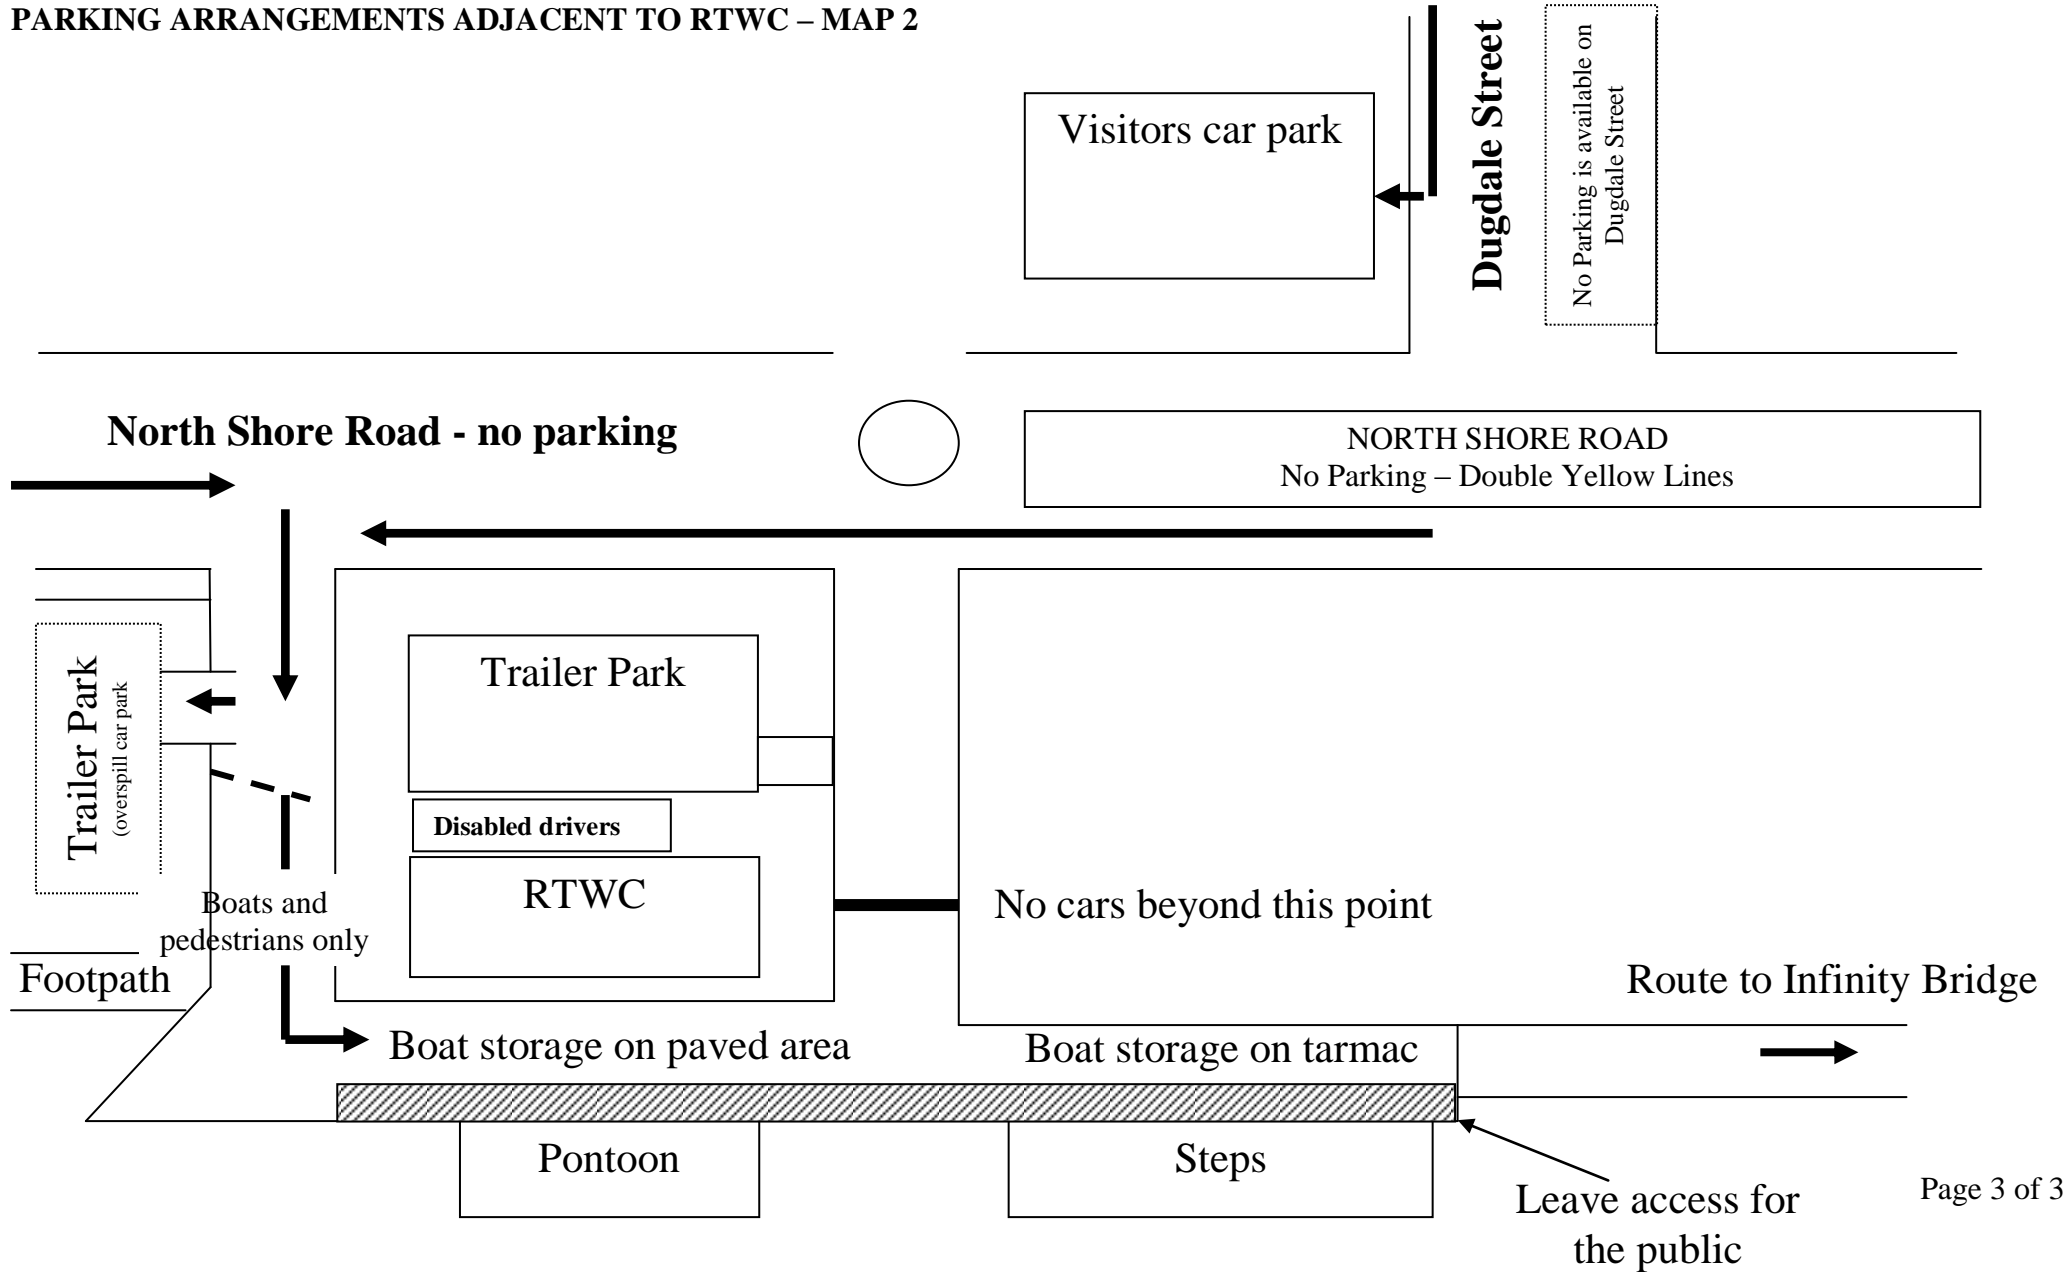 PARKING ARRANGEMENTS ADJACENT TO RTWC – MAP 2
Visitors car park
Dugdale Street
No Parking is available on
Dugdale Street
North Shore Road - no parking
NORTH SHORE ROAD
No Parking – Double Yellow Lines
Trailer Park
(overspill car park
Trailer Park
Disabled drivers
RTWC
Boats and
pedestrians only
No cars beyond this point
Footpath
Route to Infinity Bridge
Boat storage on paved area
Boat storage on tarmac
Pontoon
Steps
Leave access for
the public
Page 3 of 3